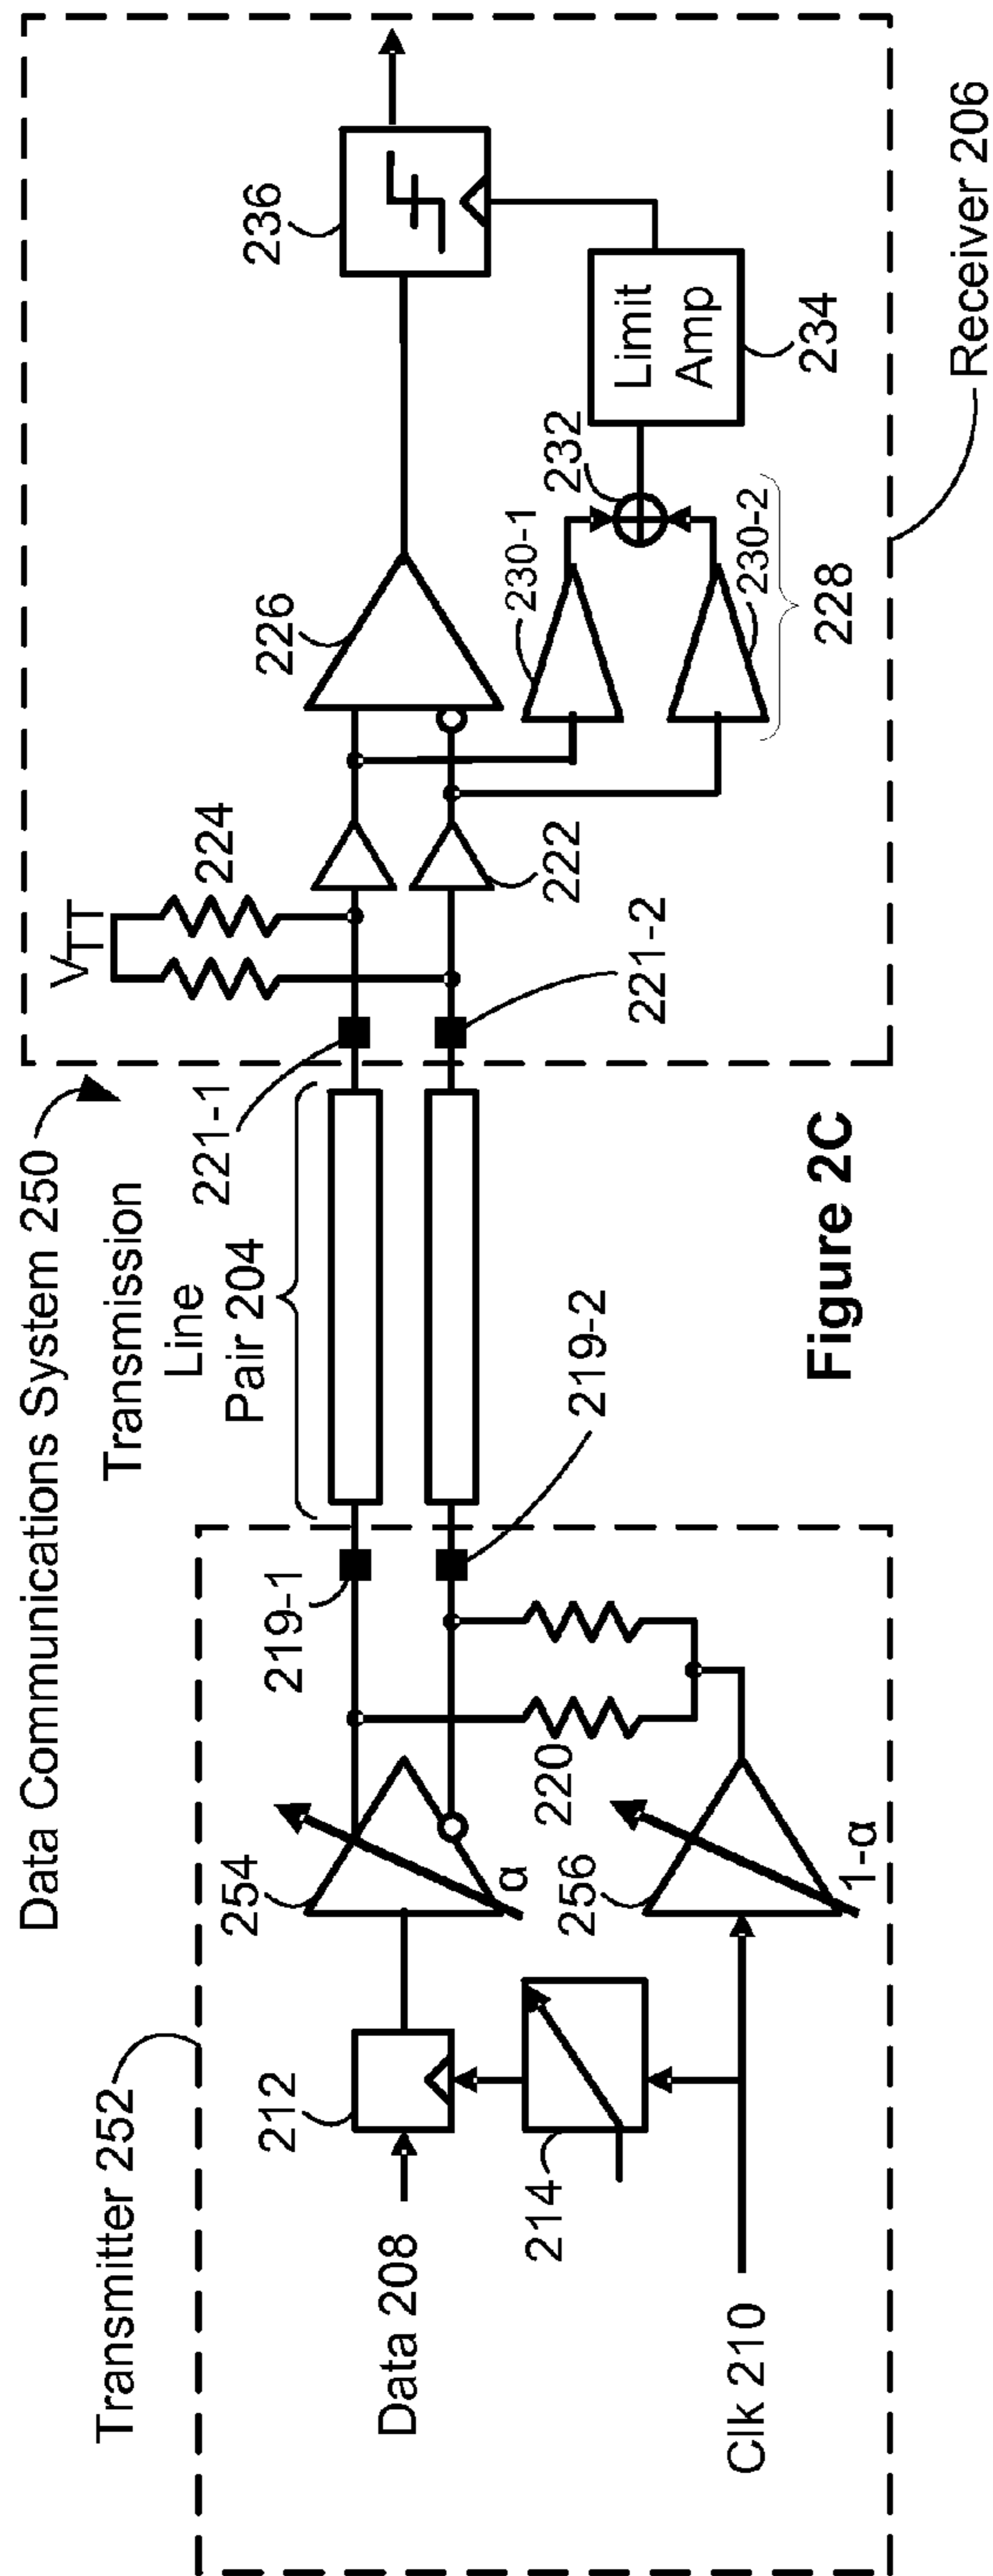 Data Communications System 250
Transmitter 252
Transmission
Line
Pair 204
Data 208
Clk 210
212
214
254
α
256
1-α
220
219-1
219-2
221-1
221-2
VTT
224
222
226
230-1
230-2
228
232
Limit
Amp
234
236
Receiver 206
Figure 2C